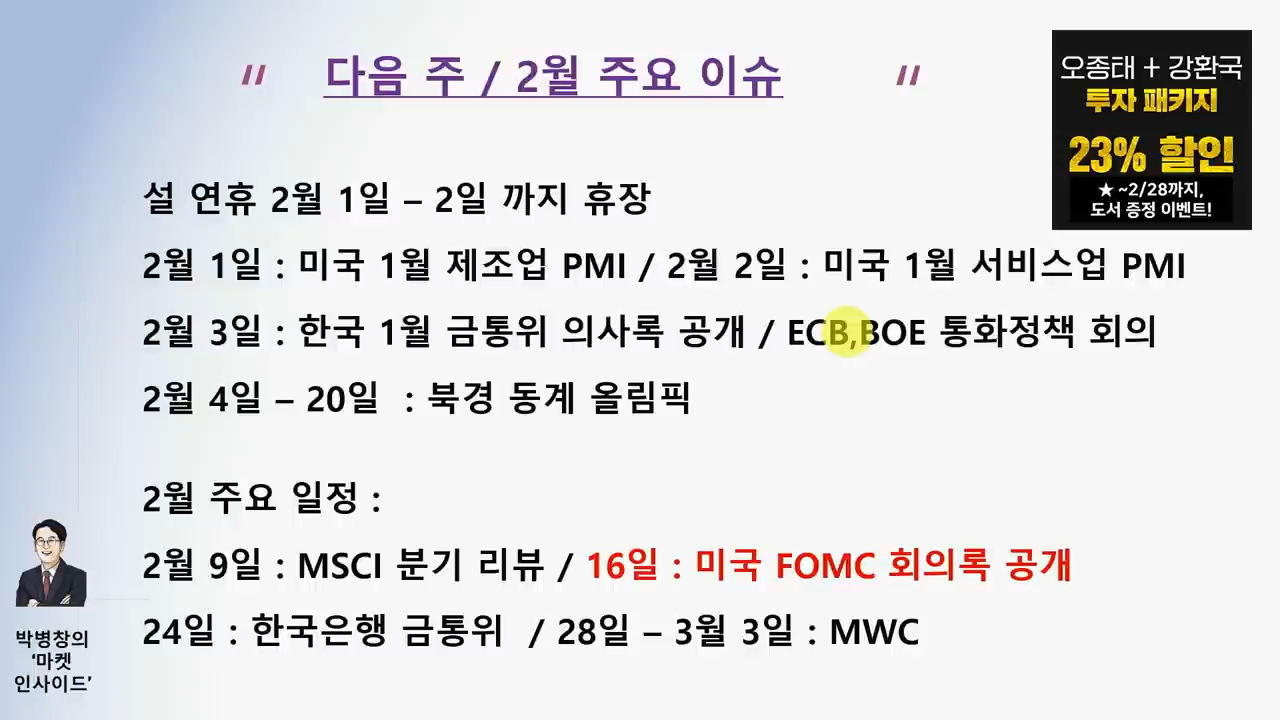 " 다음 주 / 2월 주요 이슈 "
오종태 + 강환국
투자 패키지
23% 할인
★ ~2/28까지,
도서 증정 이벤트!
설 연휴 2월 1일 – 2일 까지 휴장
2월 1일 : 미국 1월 제조업 PMI / 2월 2일 : 미국 1월 서비스업 PMI
2월 3일 : 한국 1월 금통위 의사록 공개 / ECB,BOE 통화정책 회의
2월 4일 – 20일 : 북경 동계 올림픽
2월 주요 일정 :
2월 9일 : MSCI 분기 리뷰 / 16일 : 미국 FOMC 회의록 공개
24일 : 한국은행 금통위 / 28일 – 3월 3일 : MWC
박병창의
‘마켓
인사이드’